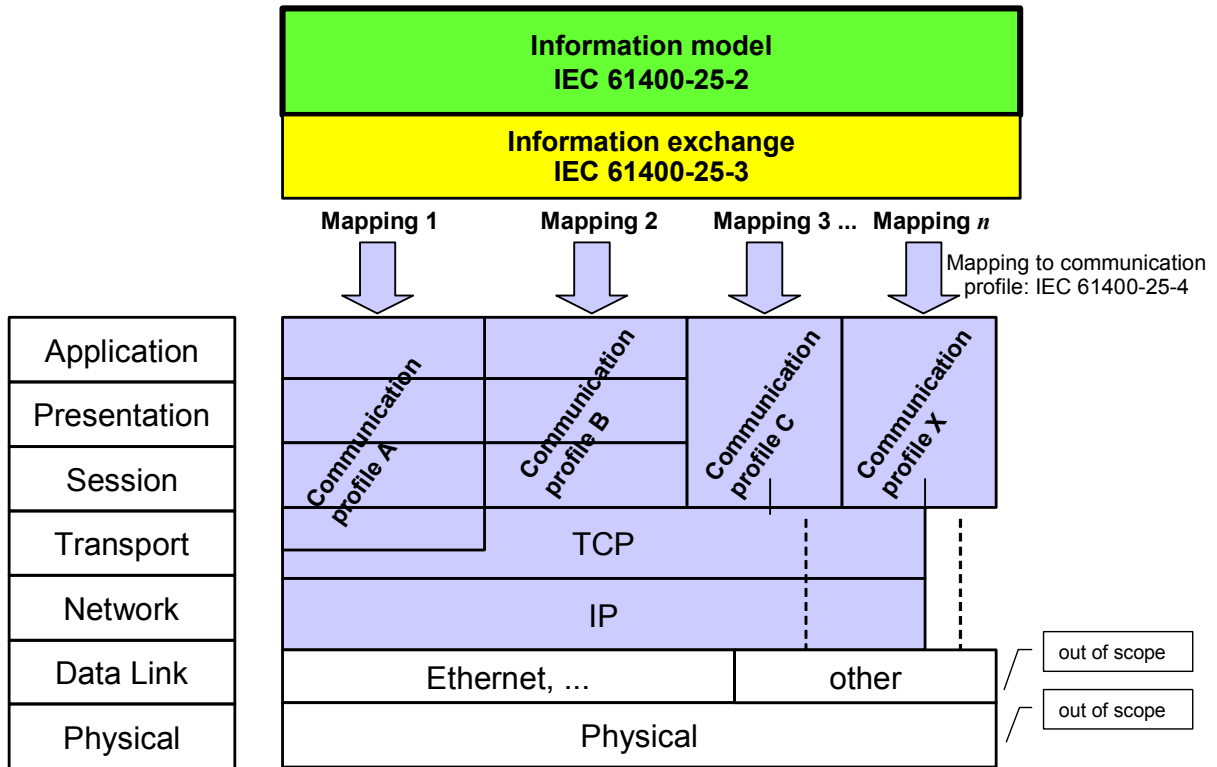 Information model
IEC 61400-25-2
Information exchange
IEC 61400-25-3
Mapping 1
Mapping 2
Mapping 3 ...
Mapping n
Mapping to communication
profile: IEC 61400-25-4
Application
Presentation
Session
Transport
Network
Data Link
Physical
Communication
profile A
Communication
profile B
Communication
profile C
Communication
profile X
TCP
IP
Ethernet, ...
other
Physical
out of scope
out of scope